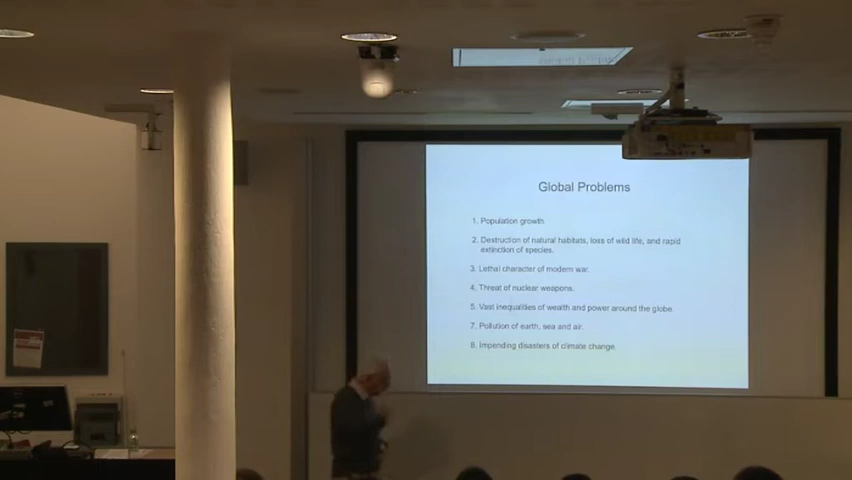 Global Problems
1. Population growth.
2. Destruction of natural habitats, loss of wild life, and rapid
extinction of species.
3. Lethal character of modern war.
4. Threat of nuclear weapons.
5. Vast inequalities of wealth and power around the globe.
7. Pollution of earth, sea and air.
8. Impending disasters of climate change.